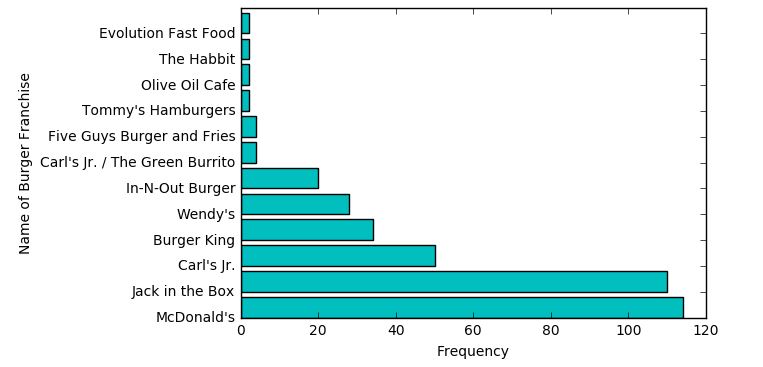 Name of Burger Franchise
Evolution Fast Food
The Habbit
Olive Oil Cafe
Tommy's Hamburgers
Five Guys Burger and Fries
Carl's Jr. / The Green Burrito
In-N-Out Burger
Wendy's
Burger King
Carl's Jr.
Jack in the Box
McDonald's
0 20 40 60 80 100 120
Frequency